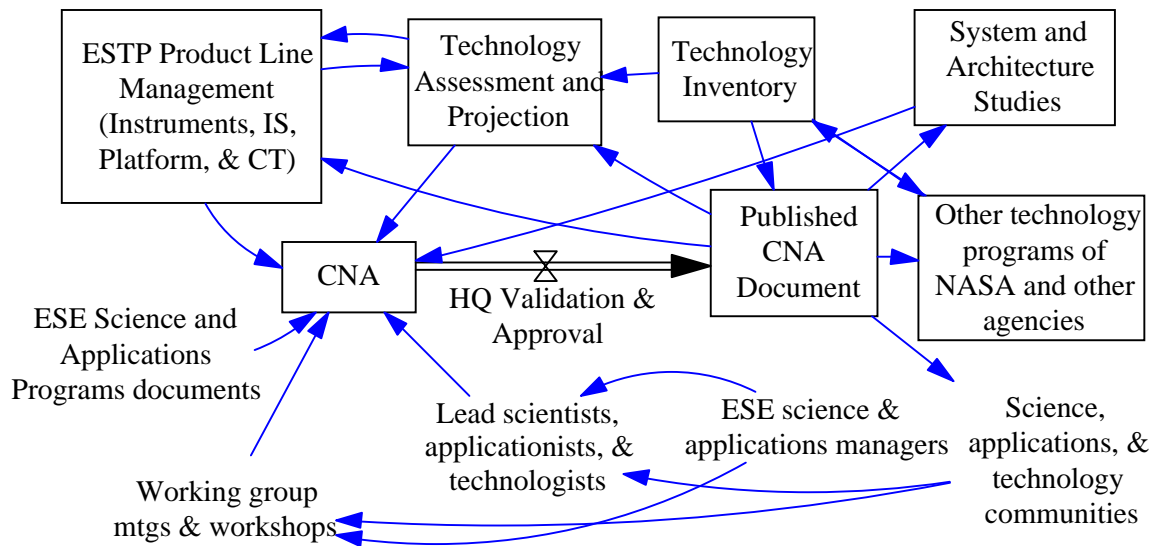 ESTP Product Line
Management
(Instruments, IS,
Platform, & CT)
Technology
Assessment and
Projection
Technology
Inventory
System and
Architecture
Studies
CNA
HQ Validation &
Approval
Published
CNA
Document
Other technology
programs of
NASA and other
agencies
ESE Science and
Applications
Programs documents
Lead scientists,
applicationists, &
technologists
ESE science &
applications managers
Science,
applications, &
technology
communities
Working group
mtgs & workshops